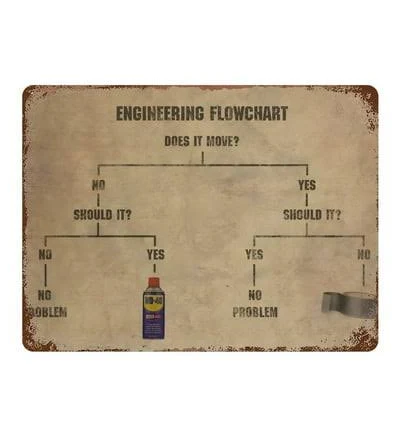 ENGINEERING FLOWCHART
DOES IT MOVE?
NO YES
SHOULD IT? SHOULD IT?
NO YES YES NO
NO
ROBLEM
WD-40
NO
PROBLEM